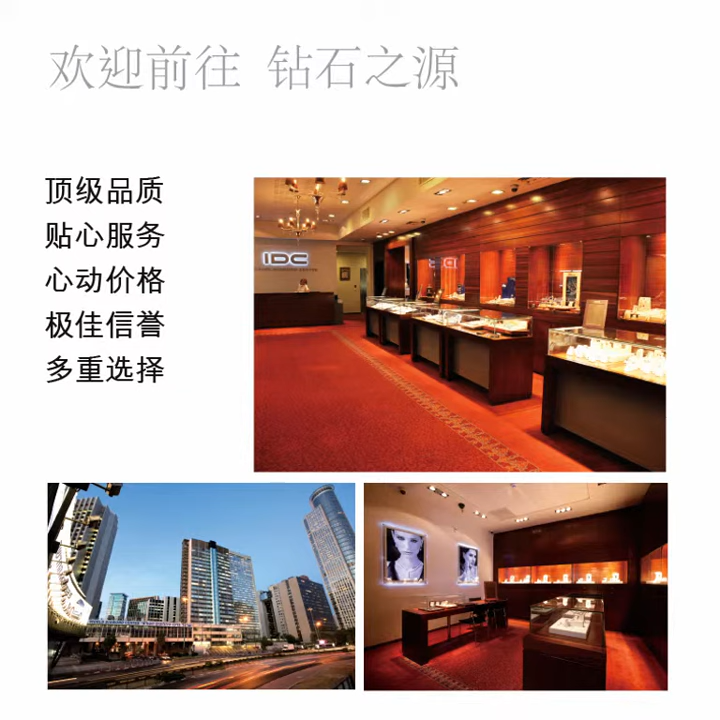 欢迎前往 钻石之源
顶级品质
贴心服务
心动价格
极佳信誉
多重选择
IDC